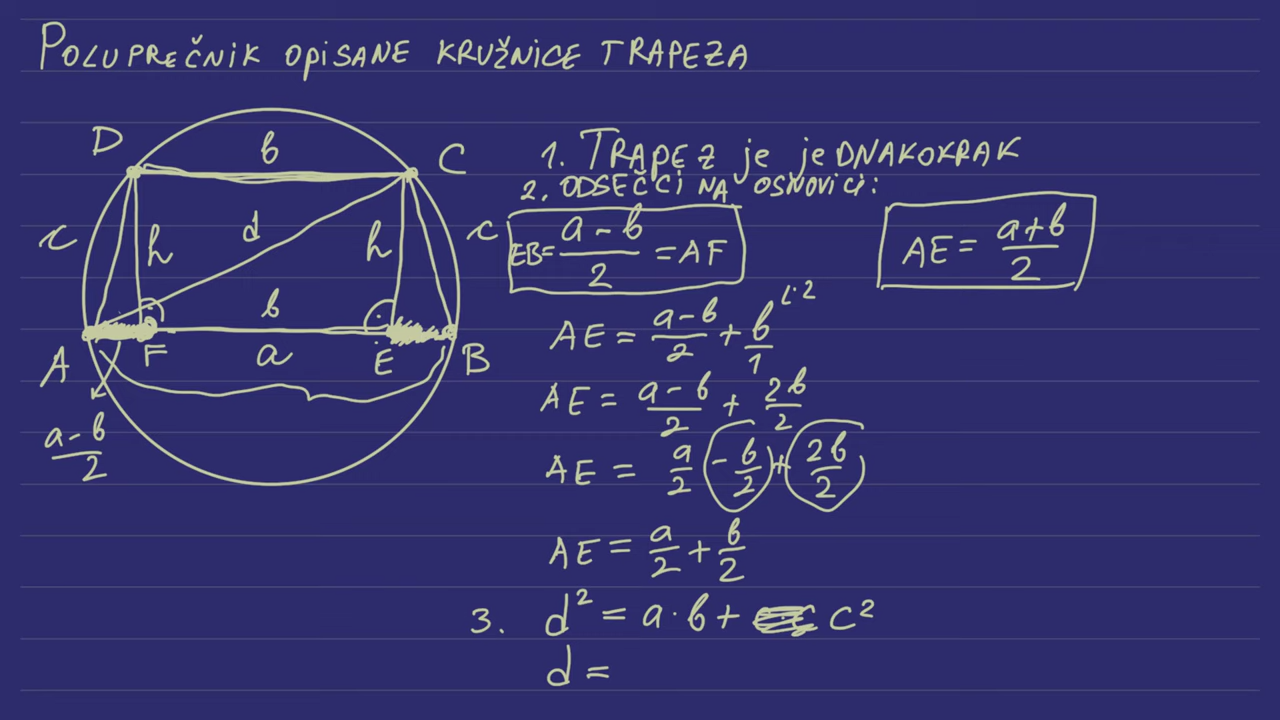 POLUPREČNIK OPISANE KRUŽNICE TRAPEZA
D b C
c d h h c
b
A F a E B
a-b/2
1. TRAPEZ je jEDNAKOKRAK
2. ODSEČCI NA OSNOVICI:
EB = a-b/2 = AF
AE = a+b/2
AE = a-b/2 + b/1 /·2
AE = a-b/2 + 2b/2
AE = a/2 - b/2 + 2b/2
AE = a/2 + b/2
3. d² = a·b + c²
d =